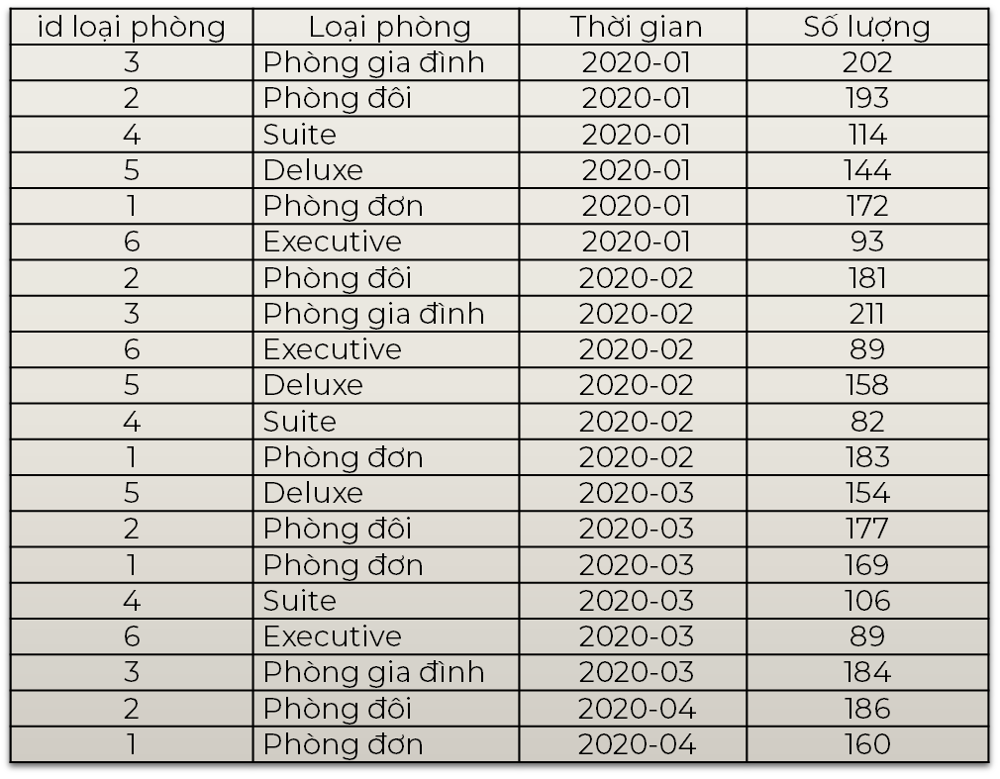 id loại phòng Loại phòng Thời gian Số lượng
3 Phòng gia đình 2020-01 202
2 Phòng đôi 2020-01 193
4 Suite 2020-01 114
5 Deluxe 2020-01 144
1 Phòng đơn 2020-01 172
6 Executive 2020-01 93
2 Phòng đôi 2020-02 181
3 Phòng gia đình 2020-02 211
6 Executive 2020-02 89
5 Deluxe 2020-02 158
4 Suite 2020-02 82
1 Phòng đơn 2020-02 183
5 Deluxe 2020-03 154
2 Phòng đôi 2020-03 177
1 Phòng đơn 2020-03 169
4 Suite 2020-03 106
6 Executive 2020-03 89
3 Phòng gia đình 2020-03 184
2 Phòng đôi 2020-04 186
1 Phòng đơn 2020-04 160